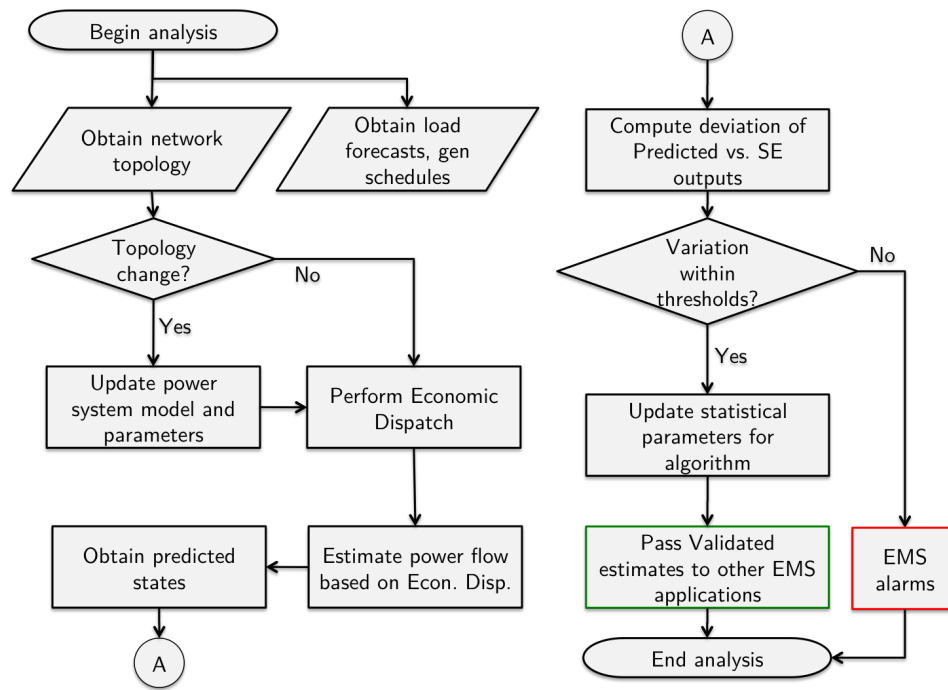 Begin analysis
Obtain network
topology
Obtain load
forecasts, gen
schedules
Topology
change?
No
Yes
Update power
system model and
parameters
Perform Economic
Dispatch
Obtain predicted
states
Estimate power flow
based on Econ. Disp.
A
A
Compute deviation of
Predicted vs. SE
outputs
Variation
within
thresholds?
No
Yes
Update statistical
parameters for
algorithm
Pass Validated
estimates to other EMS
applications
EMS
alarms
End analysis